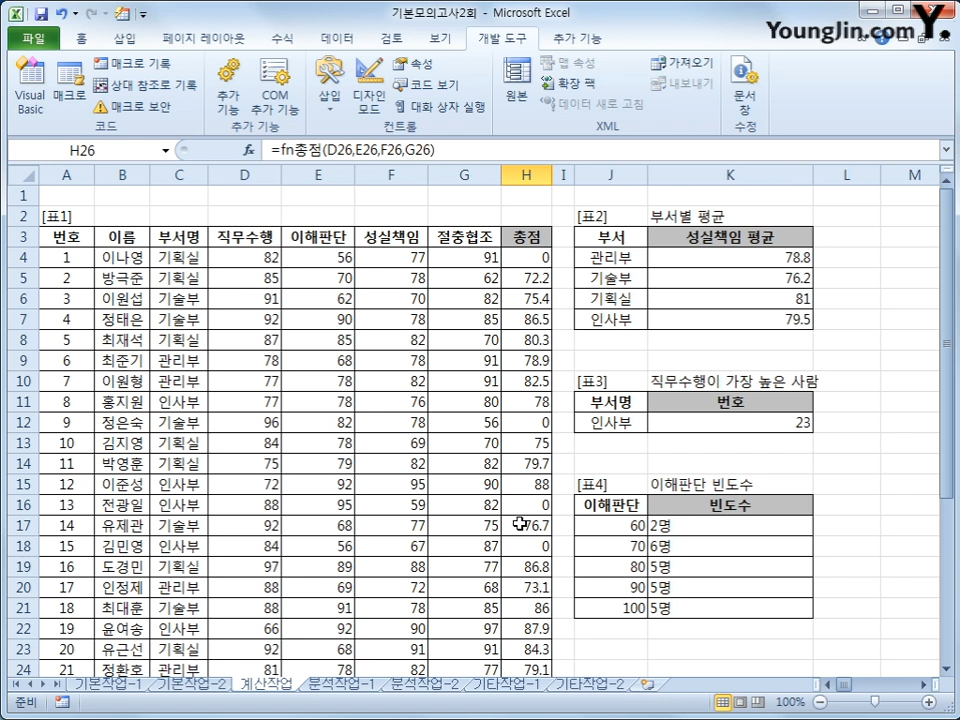 기본모의고사2회 - Microsoft Excel
Younglin.com Y.
파일 홈 삽입 페이지 레이아웃 수식 데이터 검토 보기 개발 도구 추가 기능
Visual Basic
매크로
매크로 기록
상대 참조로 기록
매크로 보안
코드
추가 기능
COM 추가 기능
추가 기능
삽입
디자인 모드
속성
코드 보기
대화 상자 실행
컨트롤
원본
맵 속성
확장 팩
데이터 새로 고침
가져오기
내보내기
XML
문서 창
수정
H26 fx =fn총점(D26,E26,F26,G26)
A B C D E F G H I J K L M
1
2 [표1] [표2] 부서별 평균
3 번호 이름 부서명 직무수행 이해판단 성실책임 절충협조 총점 부서 성실책임 평균
4 1 이나영 기획실 82 56 77 91 0 관리부 78.8
5 2 방극준 기획실 85 70 78 62 72.2 기술부 76.2
6 3 이원섭 기술부 91 62 70 82 75.4 기획실 81
7 4 정태은 기술부 92 90 78 85 86.5 인사부 79.5
8 5 최재석 기획실 87 85 82 70 80.3
9 6 최준기 관리부 78 68 78 91 78.9
10 7 이원형 관리부 77 78 82 91 82.5 [표3] 직무수행이 가장 높은 사람
11 8 홍지원 인사부 77 78 76 80 78 부서명 번호
12 9 정은숙 기술부 96 82 78 56 0 인사부 23
13 10 김지영 기획실 84 78 69 70 75
14 11 박영훈 기획실 75 79 82 82 79.7
15 12 이준성 인사부 72 92 95 90 88 [표4] 이해판단 빈도수
16 13 전광일 인사부 88 95 59 82 0 이해판단 빈도수
17 14 유제관 기술부 92 68 77 75 76.7 60 2명
18 15 김민영 인사부 84 56 67 87 0 70 6명
19 16 도경민 기획실 97 89 88 77 86.8 80 5명
20 17 인정제 관리부 88 69 72 68 73.1 90 5명
21 18 최대훈 기술부 88 91 78 85 86 100 5명
22 19 윤여송 인사부 66 92 90 97 87.9
23 20 유근선 기획실 92 68 91 91 84.3
24 21 정환호 관리부 81 78 82 77 79.1
기본작업-1 기본작업-2 계산작업 분석작업-1 분석작업-2 기타작업-1 기타작업-2
준비 100%